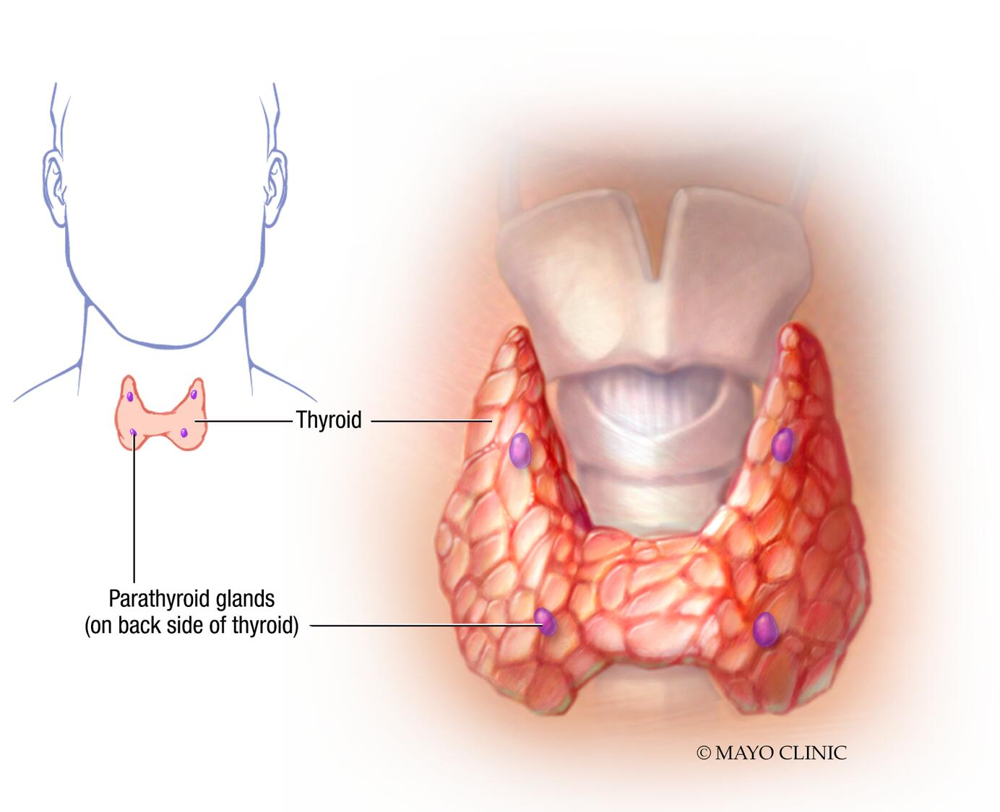 Thyroid
Parathyroid glands
(on back side of thyroid)
© MAYO CLINIC